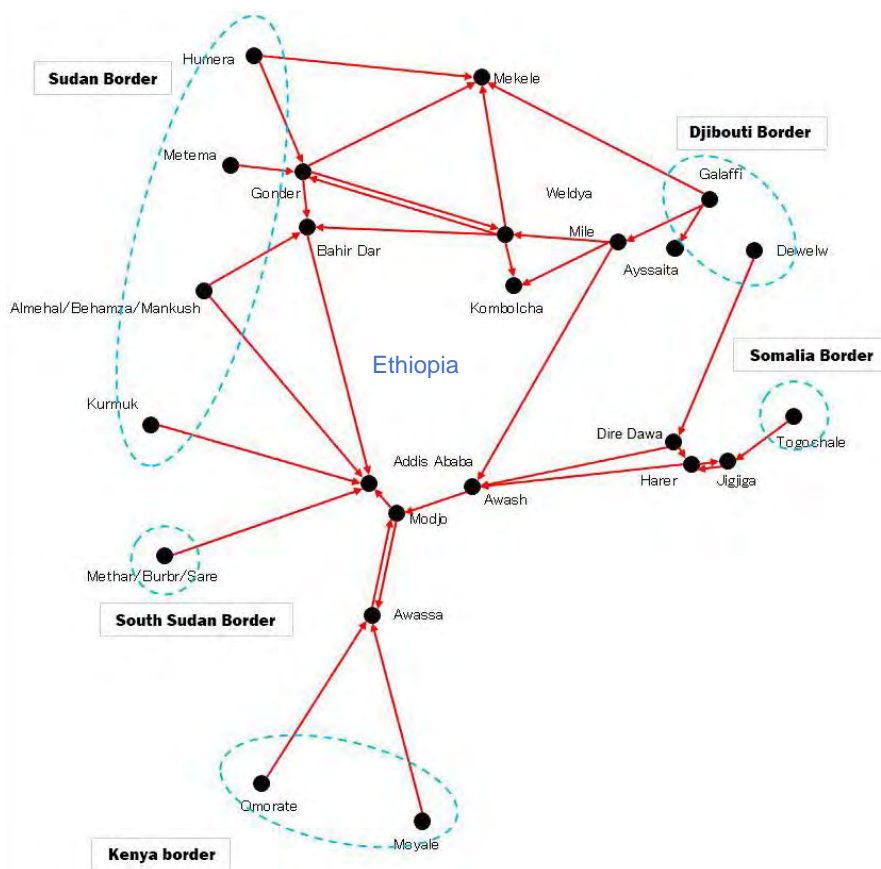 Humera
Sudan Border
Mekele
Djibouti Border
Metema
Galaffi
Gonder
Weldya
Mile
Bahir Dar
Ayssaita
Dewelw
Almehal/Behamza/Mankush
Kombolcha
Ethiopia
Somalia Border
Kurmuk
Dire Dawa
Togochale
Addis Ababa
Harer
Jigjiga
Awash
Modjo
Methar/Burbr/Sare
South Sudan Border
Awassa
Omorate
Moyale
Kenya border